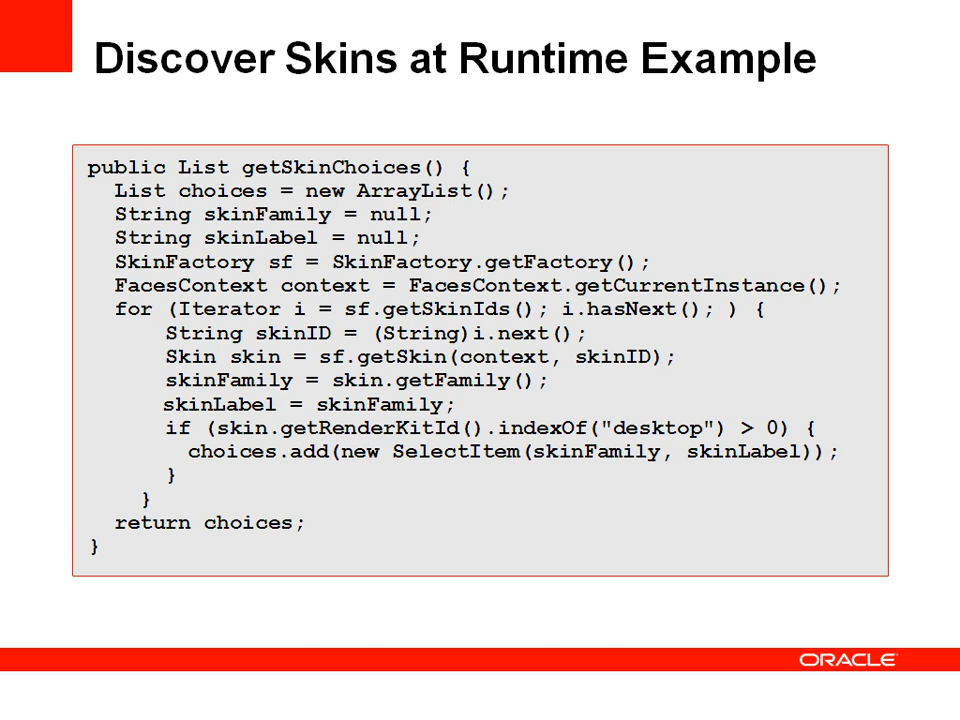 Discover Skins at Runtime Example
public List getSkinChoices() {
List choices = new ArrayList();
String skinFamily = null;
String skinLabel = null;
SkinFactory sf = SkinFactory.getFactory();
FacesContext context = FacesContext.getCurrentInstance();
for (Iterator i = sf.getSkinIds(); i.hasNext(); ) {
String skinID = (String)i.next();
Skin skin = sf.getSkin(context, skinID);
skinFamily = skin.getFamily();
skinLabel = skinFamily;
if (skin.getRenderKitId().indexOf("desktop") > 0) {
choices.add(new SelectItem(skinFamily, skinLabel));
}
}
return choices;
}
ORACLE